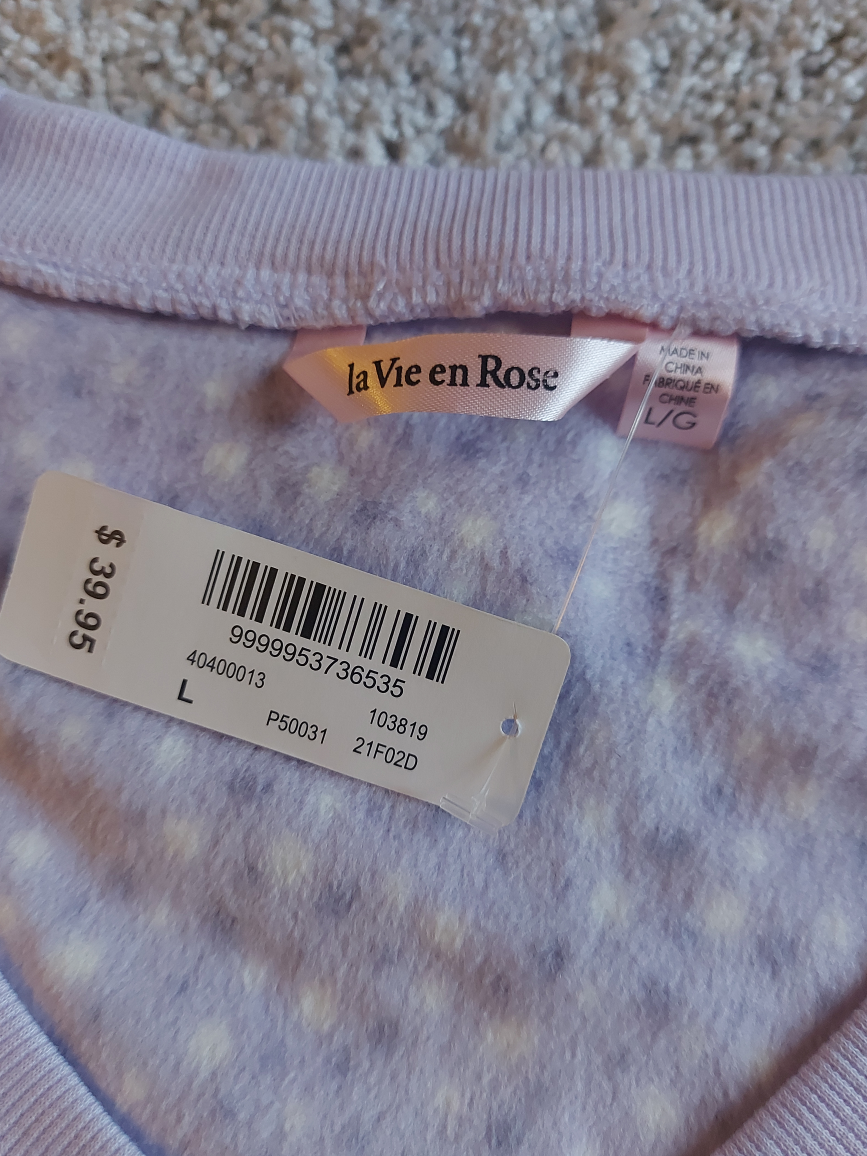 la Vie en Rose
MADE IN
CHINA
FABRIQUÉ EN
CHINE
L/G
$ 39.95
9999953736535
40400013
L
103819
P50031 21F02D